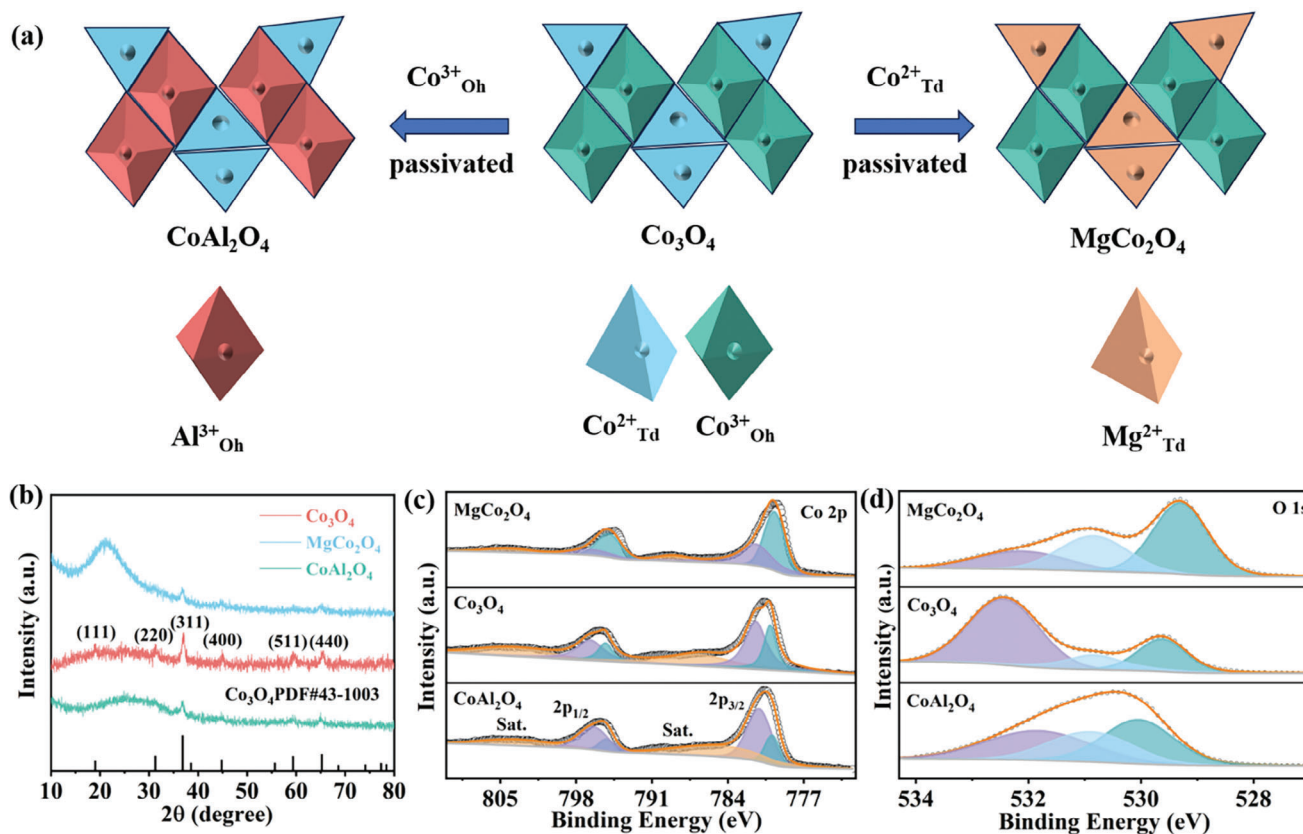 (a)
Co³⁺Oh
passivated
Co²⁺Td
passivated
CoAl₂O₄
Co₃O₄
MgCo₂O₄
Al³⁺Oh
Co²⁺Td
Co³⁺Oh
Mg²⁺Td
(b)
Intensity (a.u.)
Co₃O₄
MgCo₂O₄
CoAl₂O₄
(111)
(220)
(311)
(400)
(511)
(440)
Co₃O₄PDF#43-1003
10 20 30 40 50 60 70 80
2θ (degree)
(c)
Intensity (a.u.)
MgCo₂O₄
Co 2p
Co₃O₄
CoAl₂O₄
Sat.
2p1/2
Sat.
2p3/2
805 798 791 784 777
Binding Energy (eV)
(d)
Intensity (a.u.)
MgCo₂O₄
O 1s
Co₃O₄
CoAl₂O₄
534 532 530 528
Binding Energy (eV)